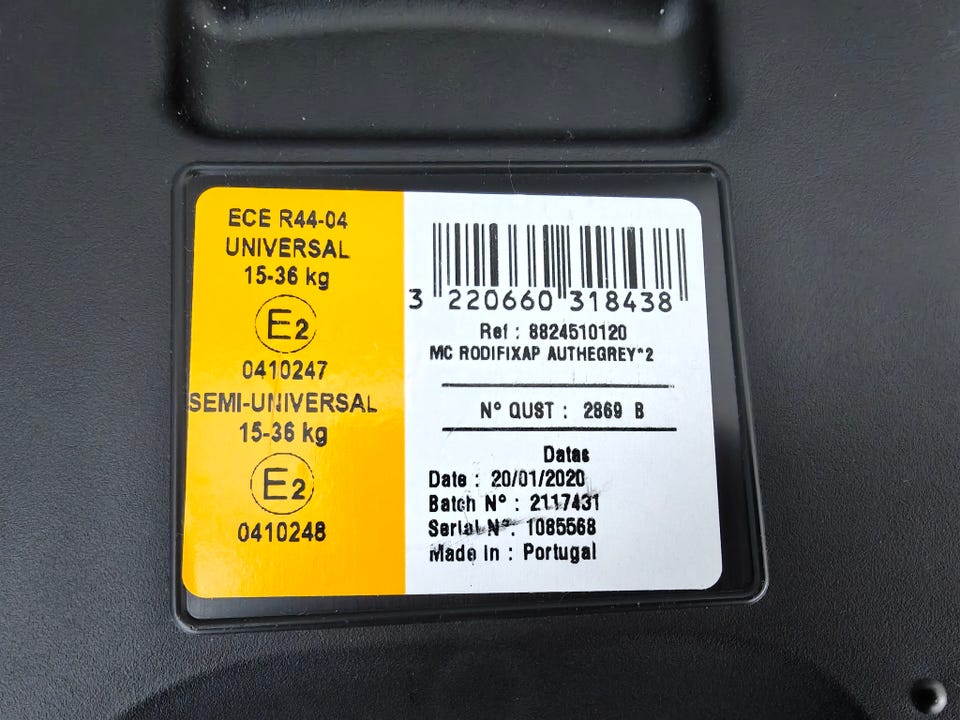 ECE R44-04
UNIVERSAL
15-36 kg
E2
0410247
SEMI-UNIVERSAL
15-36 kg
E2
0410248
3 220660 318438
Ref : 8824510120
MC RODIFIXAP AUTHEGREY*2
N° QUST : 2869 B
Datas
Date : 20/01/2020
Batch N° : 2117431
Serial N° : 1085568
Made in : Portugal